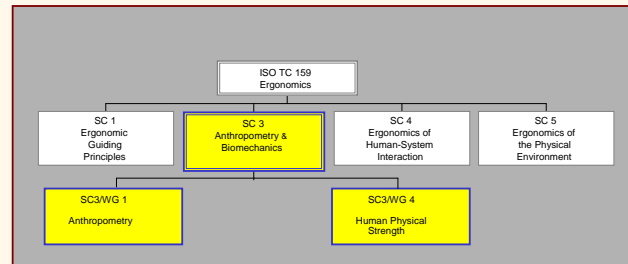 ISO TC 159
Ergonomics
SC 1
Ergonomic
Guiding
Principles
SC 3
Anthropometry &
Biomechanics
SC 4
Ergonomics of
Human-System
Interaction
SC 5
Ergonomics of
the Physical
Environment
SC3/WG 1
Anthropometry
SC3/WG 4
Human Physical
Strength